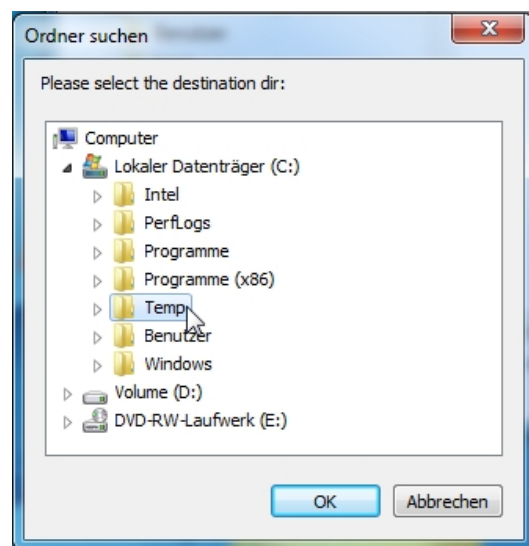 Ordner suchen
Please select the destination dir:
Computer
Lokaler Datenträger (C:)
Intel
PerfLogs
Programme
Programme (x86)
Temp
Benutzer
Windows
Volume (D:)
DVD-RW-Laufwerk (E:)
OK Abbrechen